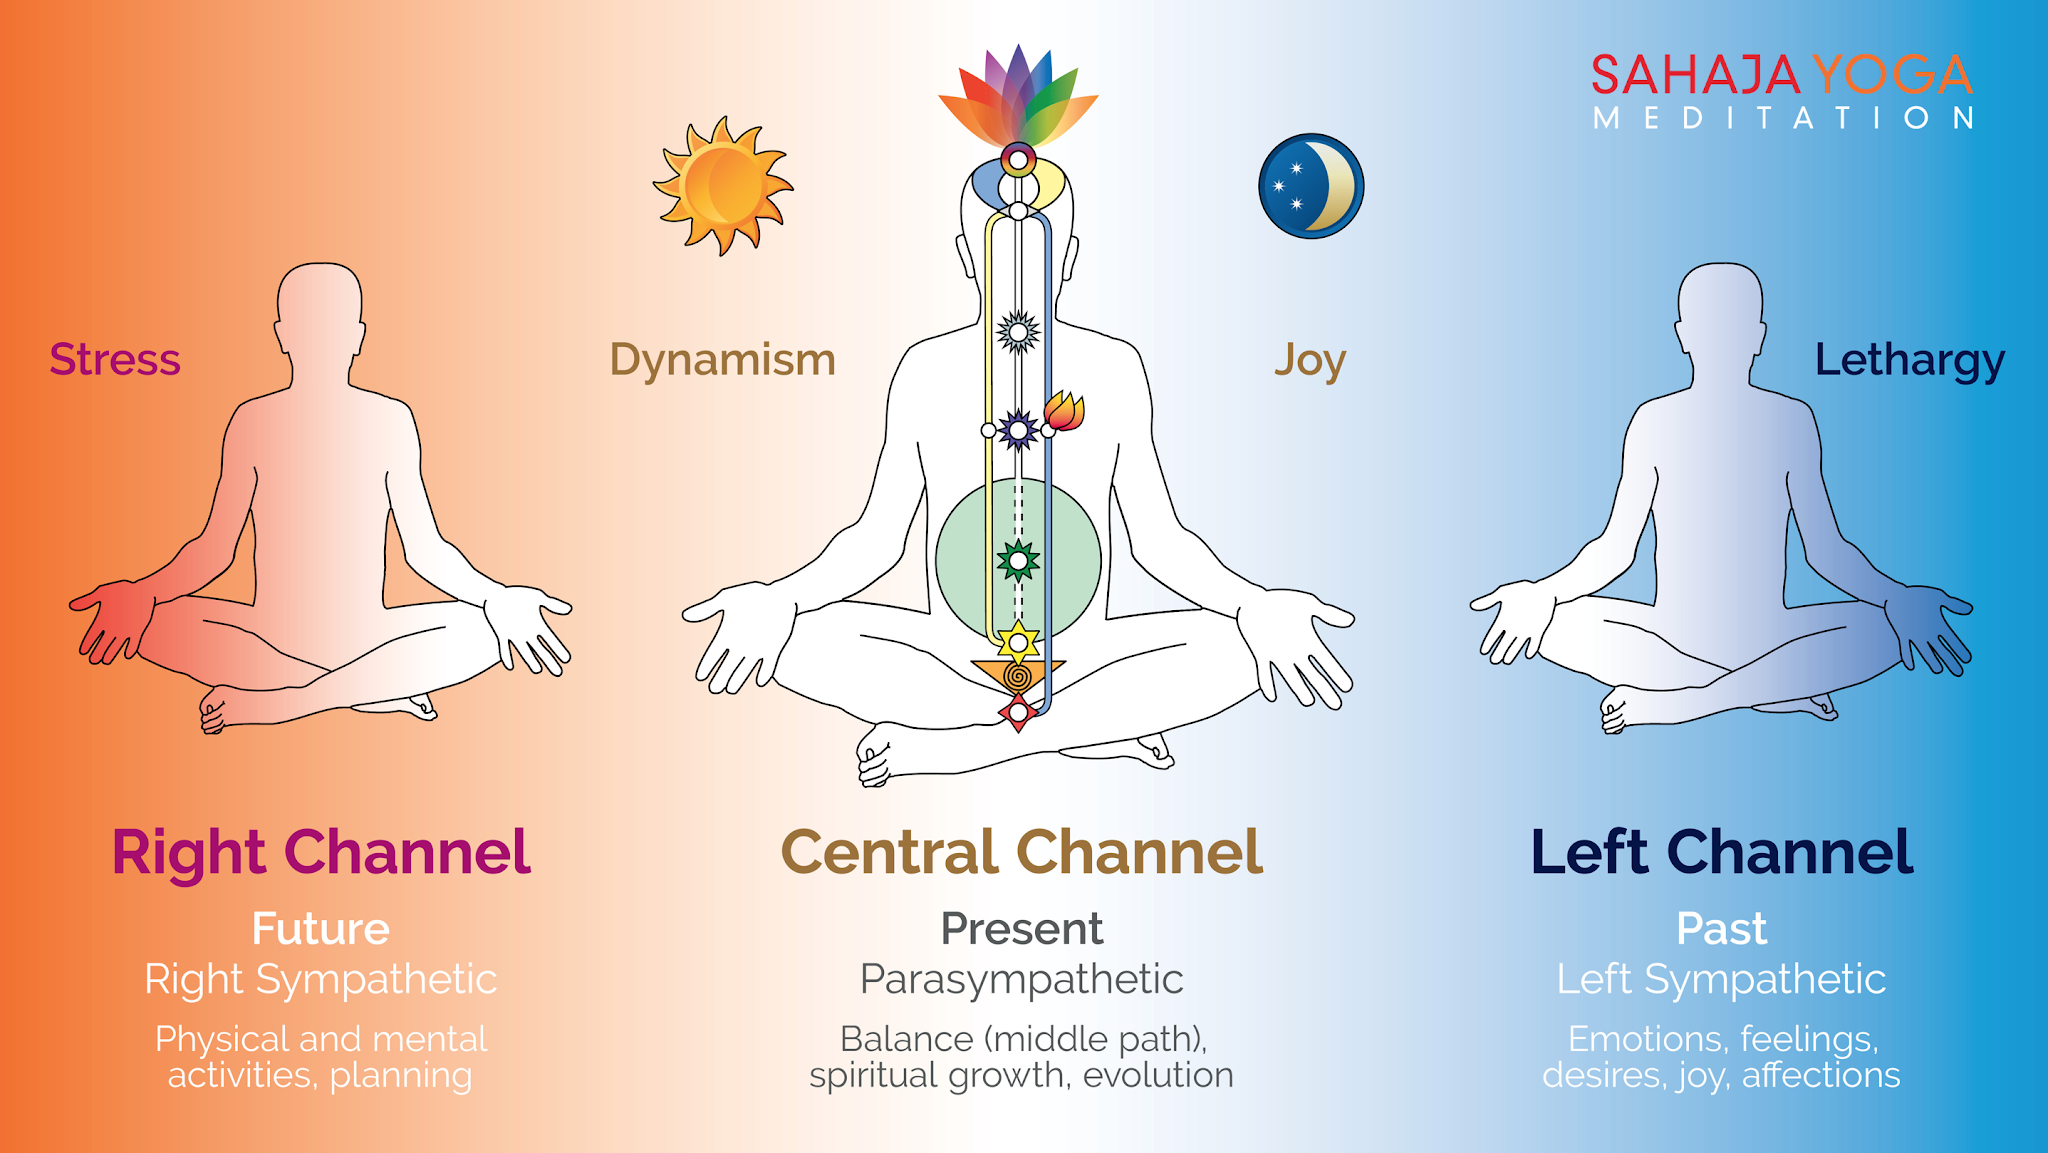 SAHAJA YOGA
MEDITATION
Stress
Dynamism
Joy
Lethargy
Right Channel
Future
Right Sympathetic
Physical and mental
activities, planning
Central Channel
Present
Parasympathetic
Balance (middle path),
spiritual growth, evolution
Left Channel
Past
Left Sympathetic
Emotions, feelings,
desires, joy, affections